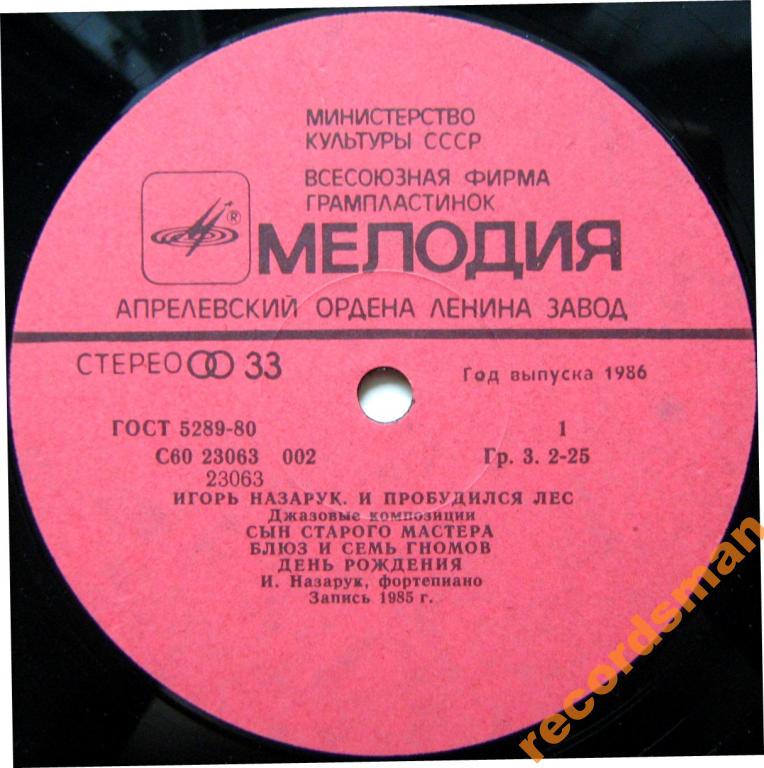 МИНИСТЕРСТВО
КУЛЬТУРЫ СССР
ВСЕСОЮЗНАЯ ФИРМА
ГРАМПЛАСТИНОК
®
МЕЛОДИЯ
АПРЕЛЕВСКИЙ ОРДЕНА ЛЕНИНА ЗАВОД
СТЕРЕО 33
Год выпуска 1986
ГОСТ 5289-80 1
С60 23063 002 Гр. 3. 2-25
23063
ИГОРЬ НАЗАРУК. И ПРОБУДИЛСЯ ЛЕС
Джазовые композиции
СЫН СТАРОГО МАСТЕРА
БЛЮЗ И СЕМЬ ГНОМОВ
ДЕНЬ РОЖДЕНИЯ
И. Назарук, фортепиано
Запись 1985 г.
recordsman